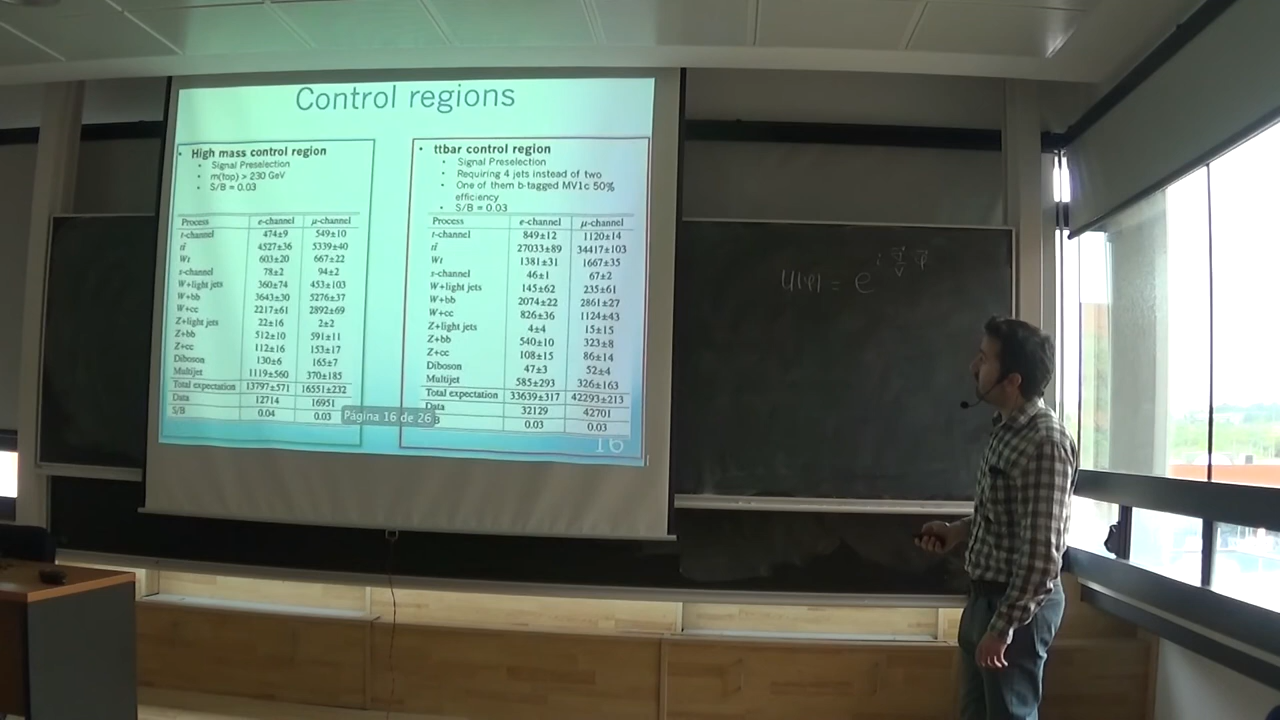 Control regions
• High mass control region
• Signal Preselection
• m(top) > 230 GeV
• S/B = 0.03
Process e-channel μ-channel
t-channel 474±9 549±10
tt̄ 4527±36 5339±40
Wt 603±20 667±22
s-channel 78±2 94±2
W+light jets 360±74 453±103
W+bb 3643±30 5276±37
W+cc 2217±61 2892±69
Z+light jets 22±16 2±2
Z+bb 512±10 591±11
Z+cc 112±16 153±17
Diboson 130±6 165±7
Multijet 1119±560 370±185
Total expectation 13797±571 16551±232
Data 12714 16951
S/B 0.04 0.03
• ttbar control region
• Signal Preselection
• Requiring 4 jets instead of two
• One of them b-tagged MV1c 50%
efficiency
• S/B = 0.03
Process e-channel μ-channel
t-channel 849±12 1120±14
tt̄ 27033±89 34417±103
Wt 1381±31 1667±35
s-channel 46±1 67±2
W+light jets 145±62 235±61
W+bb 2074±22 2861±27
W+cc 826±36 1124±43
Z+light jets 4±4 15±15
Z+bb 540±10 323±8
Z+cc 108±15 86±14
Diboson 47±3 52±4
Multijet 585±293 326±163
Total expectation 33639±317 42293±213
Data 32129 42701
B 0.03 0.03
Página 16 de 26
16